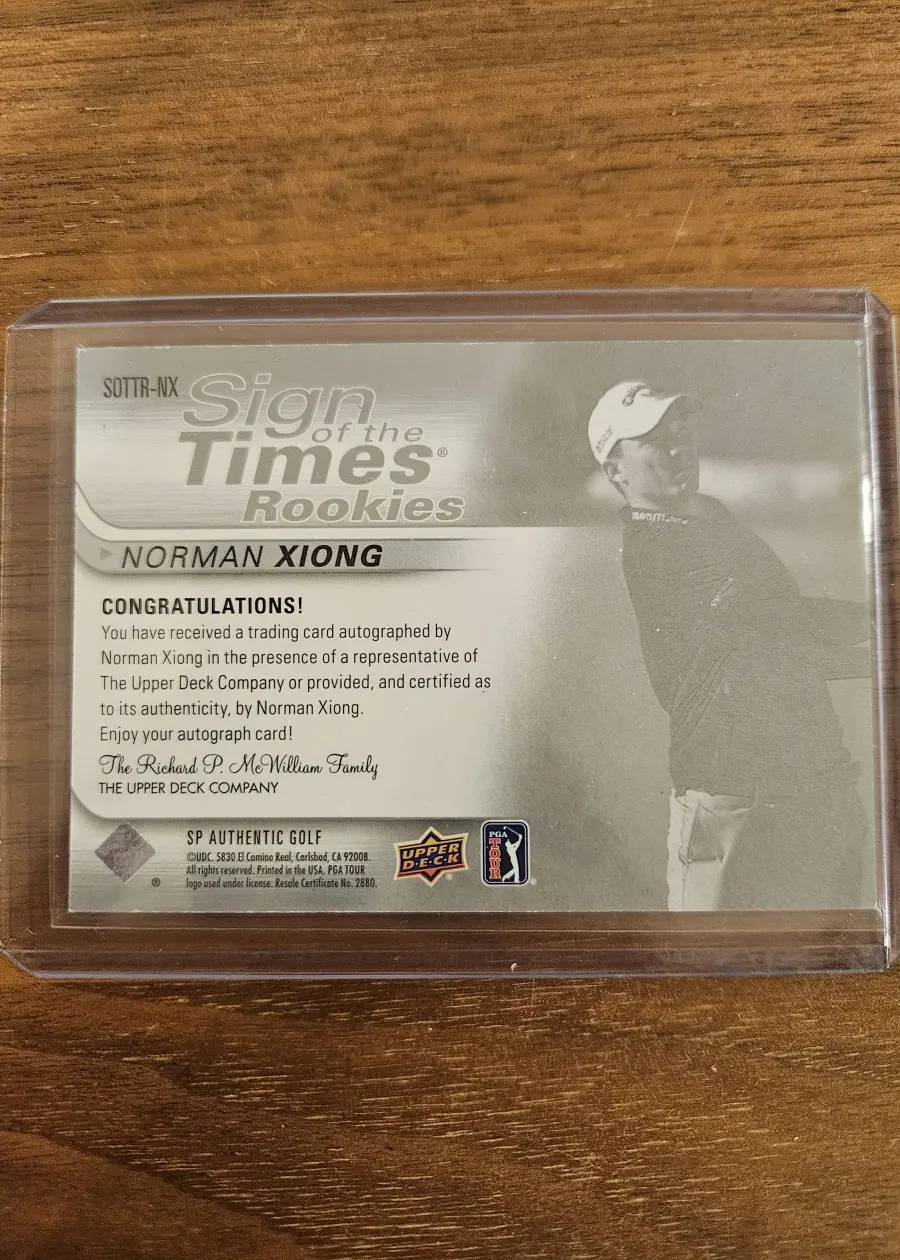 SOTTR-NX
Sign
of the
Times®
Rookies
NORMAN XIONG
CONGRATULATIONS!
You have received a trading card autographed by
Norman Xiong in the presence of a representative of
The Upper Deck Company or provided, and certified as
to its authenticity, by Norman Xiong.
Enjoy your autograph card!
The Richard P. McWilliam Family
THE UPPER DECK COMPANY
SP AUTHENTIC GOLF
©UDC. 5830 El Camino Real, Carlsbad, CA 92008.
All rights reserved. Printed in the USA. PGA TOUR
logo used under license. Resale Certificate No. 2880.
®
UPPER
D·E·C·K
®
PGA
TOUR
®